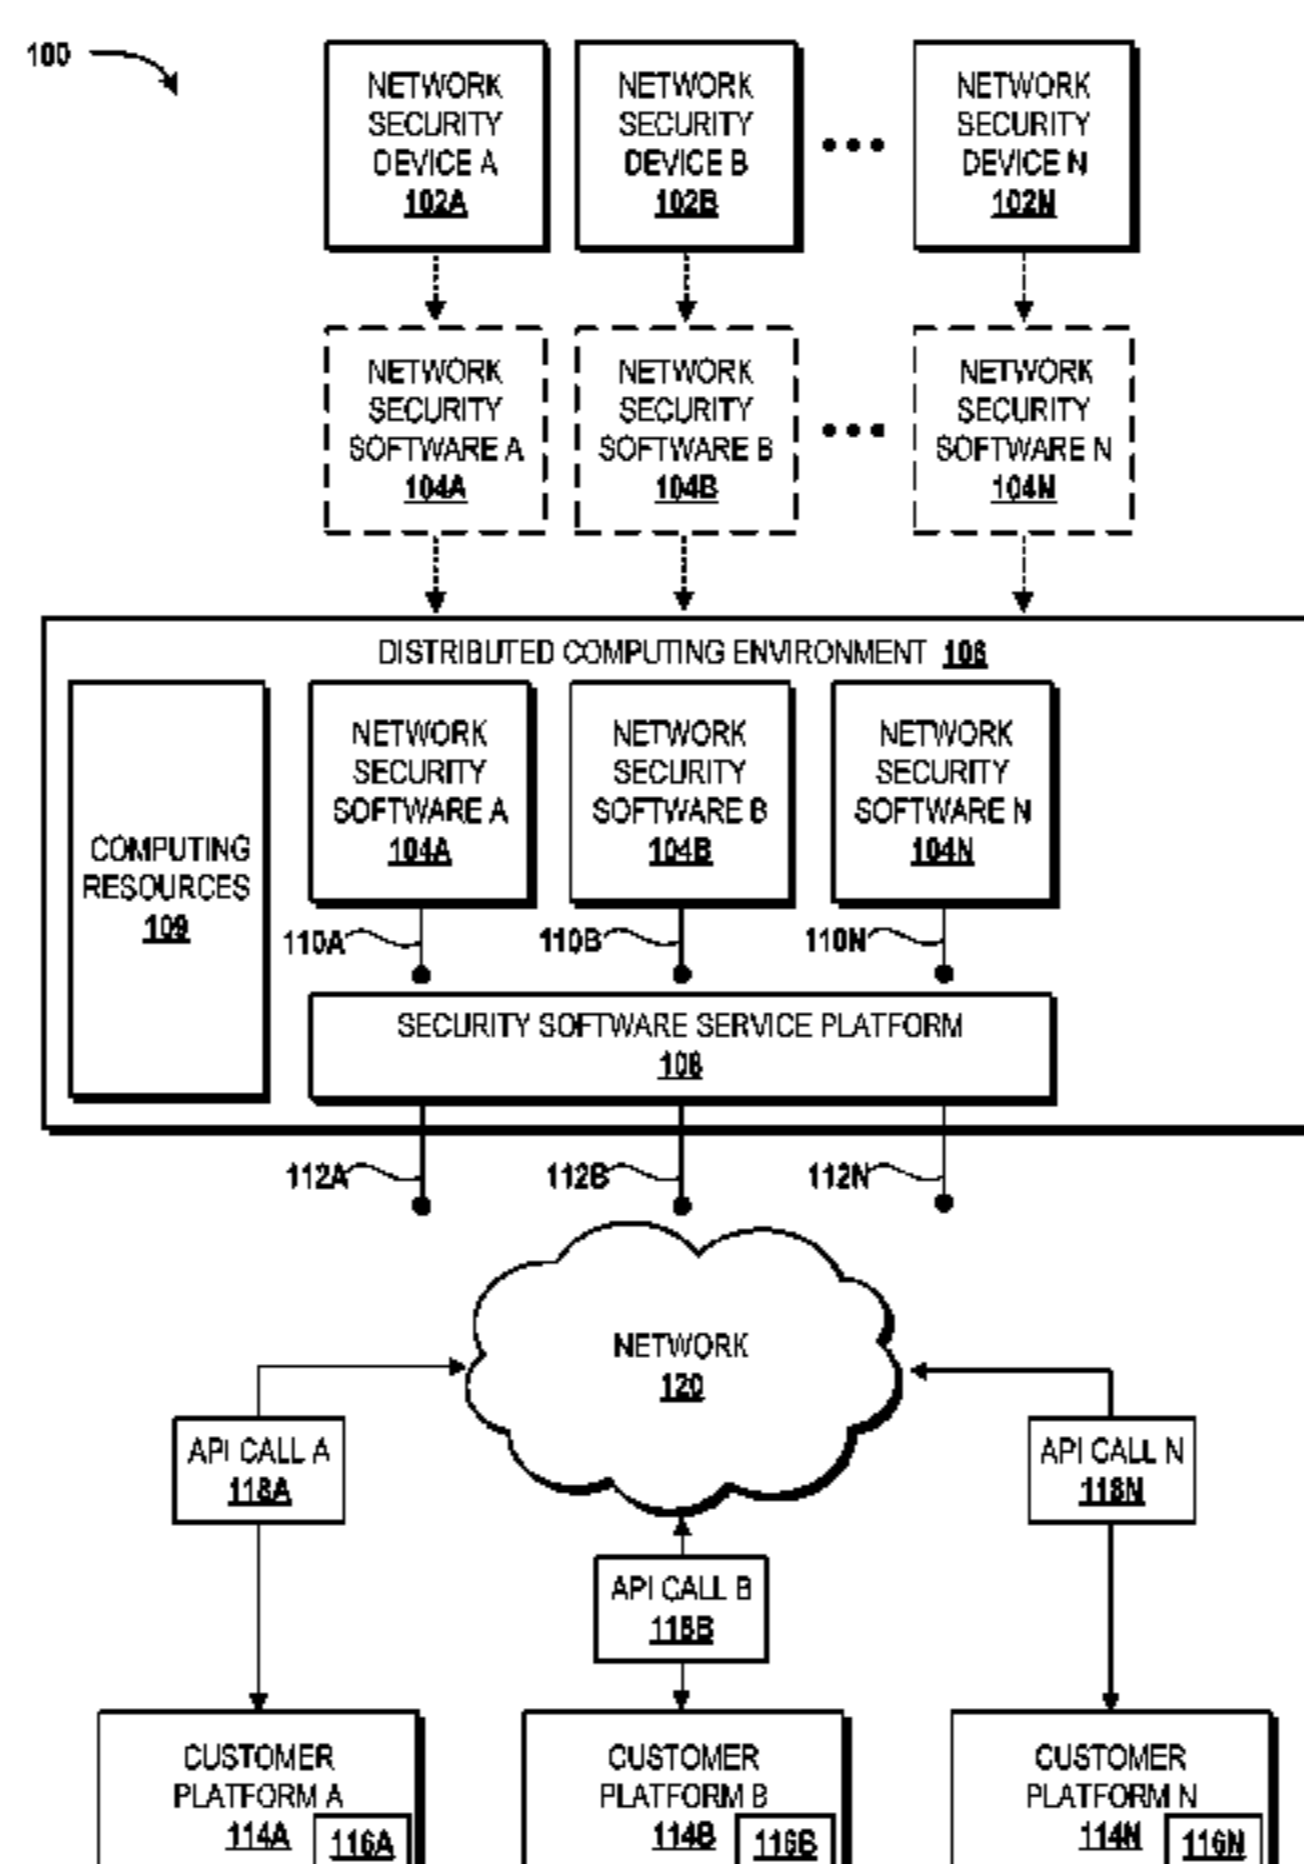 100
NETWORK SECURITY DEVICE A 102A
NETWORK SECURITY DEVICE B 102B
NETWORK SECURITY DEVICE N 102N
NETWORK SECURITY SOFTWARE A 104A
NETWORK SECURITY SOFTWARE B 104B
NETWORK SECURITY SOFTWARE N 104N
DISTRIBUTED COMPUTING ENVIRONMENT 106
COMPUTING RESOURCES 109
NETWORK SECURITY SOFTWARE A 104A
NETWORK SECURITY SOFTWARE B 104B
NETWORK SECURITY SOFTWARE N 104N
110A
110B
110N
SECURITY SOFTWARE SERVICE PLATFORM
108
112A
112B
112N
NETWORK
120
API CALL A
118A
API CALL N
118N
API CALL B
118B
CUSTOMER PLATFORM A 114A
116A
CUSTOMER PLATFORM B 114B
116B
CUSTOMER PLATFORM N 114N
116N